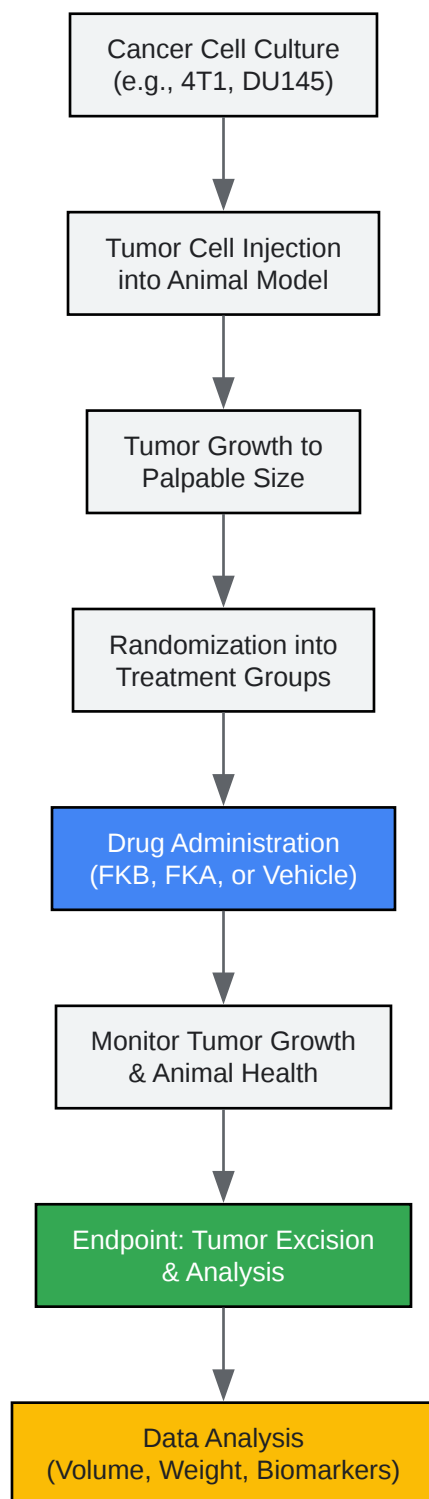 Cancer Cell Culture
(e.g., 4T1, DU145)
Tumor Cell Injection
into Animal Model
Tumor Growth to
Palpable Size
Randomization into
Treatment Groups
Drug Administration
(FKB, FKA, or Vehicle)
Monitor Tumor Growth
& Animal Health
Endpoint: Tumor Excision
& Analysis
Data Analysis
(Volume, Weight, Biomarkers)